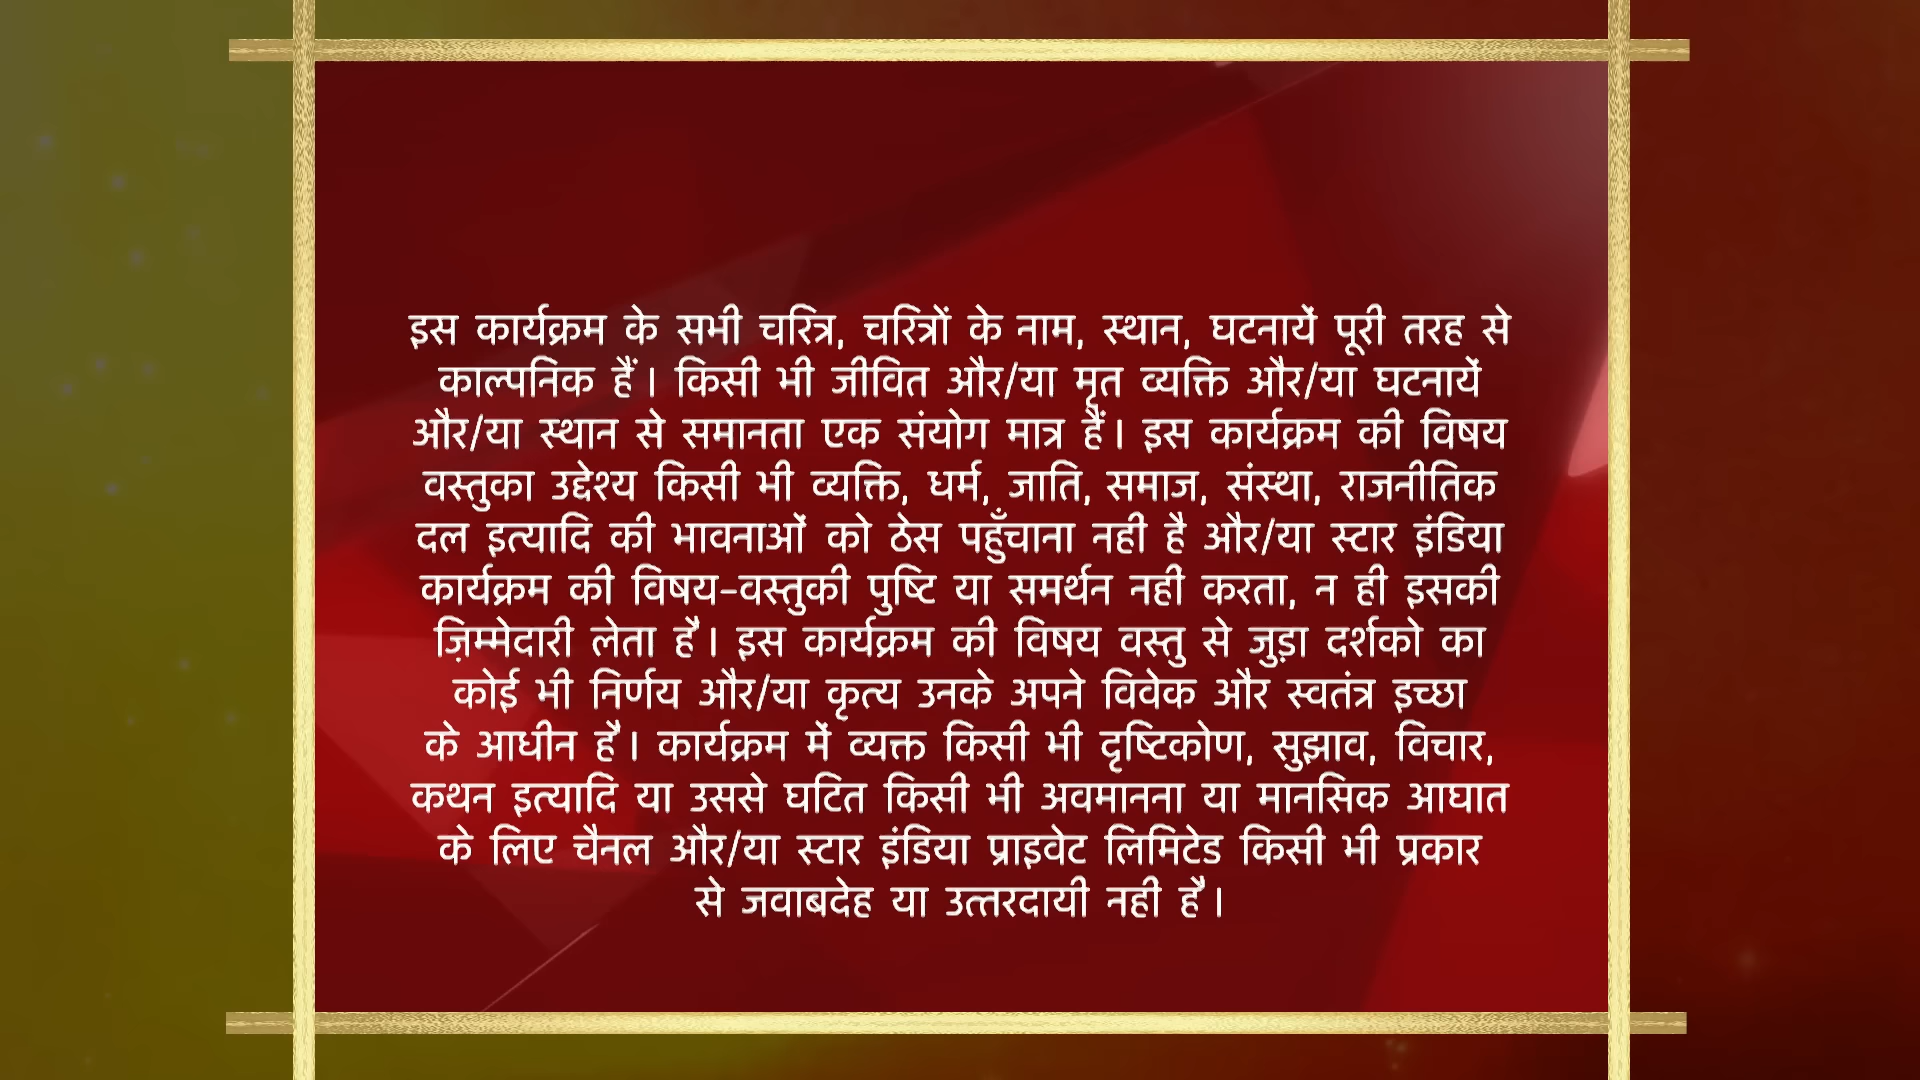 इस कार्यक्रम के सभी चरित्र, चरित्रों के नाम, स्थान, घटनायें पूरी तरह से
काल्पनिक हैं। किसी भी जीवित और/या मृत व्यक्ति और/या घटनायें
और/या स्थान से समानता एक संयोग मात्र हैं। इस कार्यक्रम की विषय
वस्तुका उद्देश्य किसी भी व्यक्ति, धर्म, जाति, समाज, संस्था, राजनीतिक
दल इत्यादि की भावनाओं को ठेस पहुँचाना नही है और/या स्टार इंडिया
कार्यक्रम की विषय-वस्तुकी पुष्टि या समर्थन नहीं करता, न ही इसकी
ज़िम्मेदारी लेता है। इस कार्यक्रम की विषय वस्तु से जुड़ा दर्शको का
कोई भी निर्णय और/या कृत्य उनके अपने विवेक और स्वतंत्र इच्छा
के आधीन है। कार्यक्रम में व्यक्त किसी भी दृष्टिकोण, सुझाव, विचार,
कथन इत्यादि या उससे घटित किसी भी अवमानना या मानसिक आघात
के लिए चैनल और/या स्टार इंडिया प्राइवेट लिमिटेड किसी भी प्रकार
से जवाबदेह या उत्तरदायी नही है।